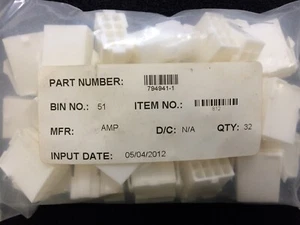 PART NUMBER:
794941-1
BIN NO.: 51 ITEM NO.:
MFR: AMP D/C: N/A QTY: 32
INPUT DATE: 05/04/2012